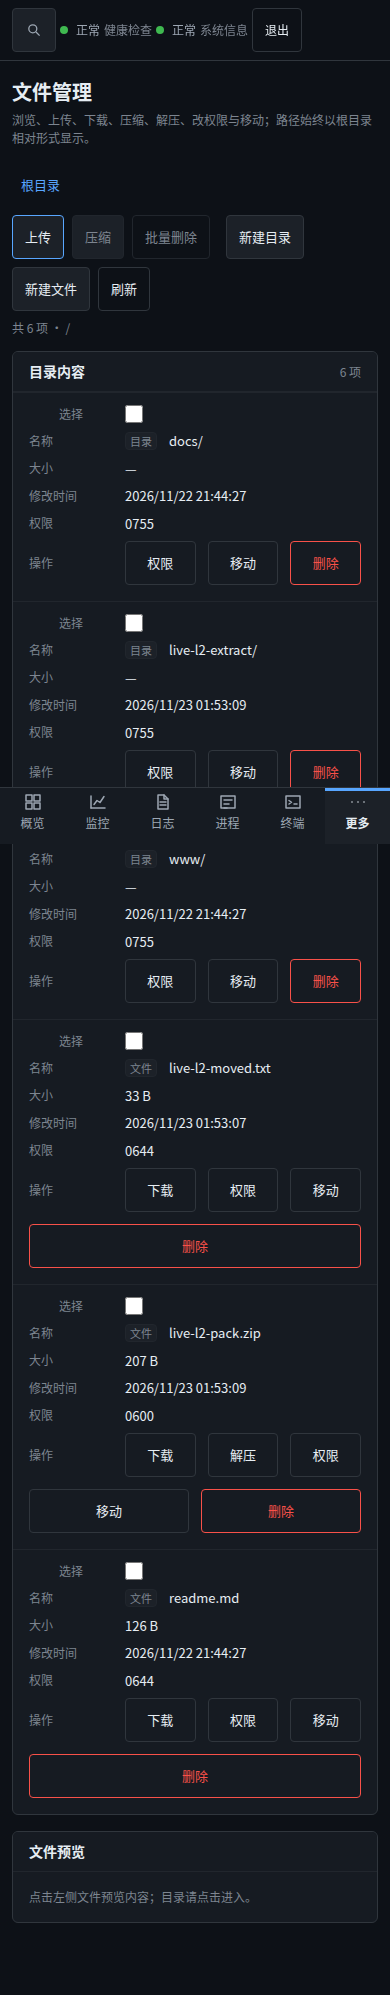 正常 健康检查 正常 系统信息 退出
文件管理
浏览、上传、下载、压缩、解压、改权限与移动；路径始终以根目录
相对形式显示。
根目录
上传 压缩 批量删除 新建目录
新建文件 刷新
共 6 项 · /
目录内容 6 项
选择
名称 目录 docs/
大小 —
修改时间 2026/11/22 21:44:27
权限 0755
操作 权限 移动 删除
选择
名称 目录 live-l2-extract/
大小 —
修改时间 2026/11/23 01:53:09
权限 0755
操作 权限 移动 删除
概览 监控 日志 进程 终端 更多
名称 目录 www/
大小 —
修改时间 2026/11/22 21:44:27
权限 0755
操作 权限 移动 删除
选择
名称 文件 live-l2-moved.txt
大小 33 B
修改时间 2026/11/23 01:53:07
权限 0644
操作 下载 权限 移动
删除
选择
名称 文件 live-l2-pack.zip
大小 207 B
修改时间 2026/11/23 01:53:09
权限 0600
操作 下载 解压 权限
移动 删除
选择
名称 文件 readme.md
大小 126 B
修改时间 2026/11/22 21:44:27
权限 0644
操作 下载 权限 移动
删除
文件预览
点击左侧文件预览内容；目录请点击进入。